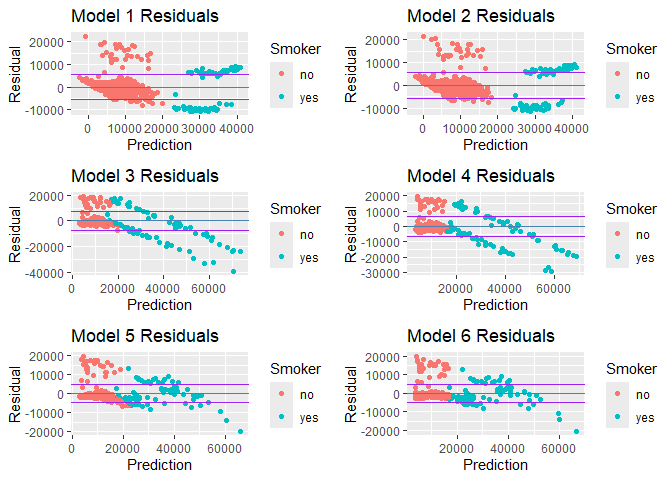 Model 1 Residuals
Residual
20000
10000
0
-10000
0 10000 20000 30000 40000
Prediction
Smoker
no
yes
Model 2 Residuals
Residual
20000
10000
0
-10000
0 10000 20000 30000 40000
Prediction
Smoker
no
yes
Model 3 Residuals
Residual
20000
0
-20000
-40000
0 20000 40000 60000
Prediction
Smoker
no
yes
Model 4 Residuals
Residual
20000
10000
0
-10000
-20000
-30000
20000 40000 60000
Prediction
Smoker
no
yes
Model 5 Residuals
Residual
20000
10000
0
-10000
-20000
0 20000 40000 60000
Prediction
Smoker
no
yes
Model 6 Residuals
Residual
20000
10000
0
-10000
-20000
20000 40000 60000
Prediction
Smoker
no
yes